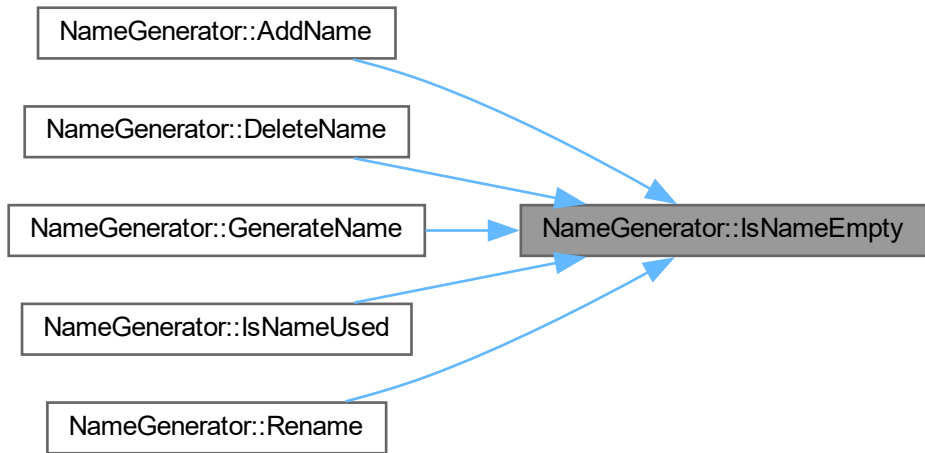 NameGenerator::AddName
NameGenerator::DeleteName
NameGenerator::GenerateName
NameGenerator::IsNameEmpty
NameGenerator::IsNameUsed
NameGenerator::Rename